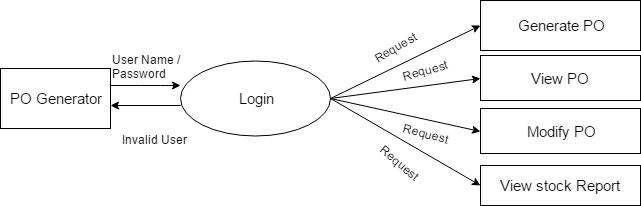 PO Generator
User Name /
Password
Invalid User
Login
Request
Request
Request
Request
Generate PO
View PO
Modify PO
View stock Report